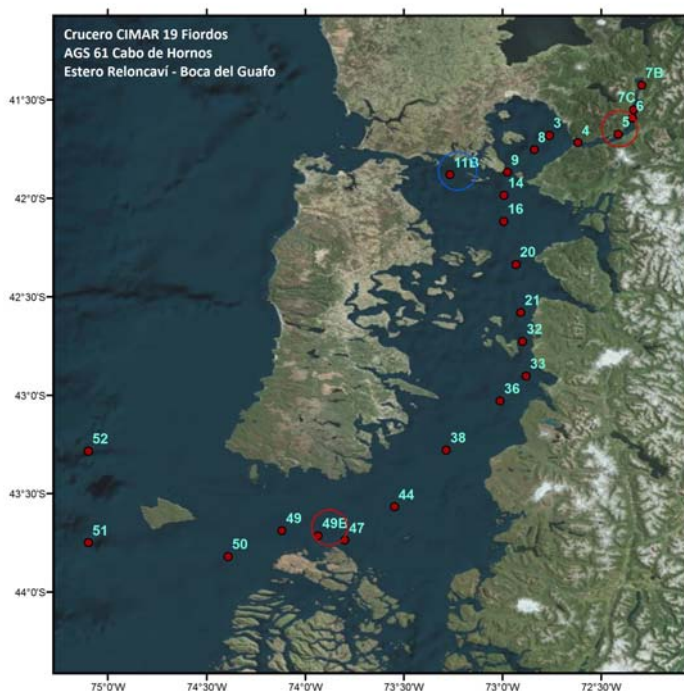 Crucero CIMAR 19 Fiordos
AGS 61 Cabo de Hornos
Estero Reloncaví - Boca del Guafo
7B
41°30'S
7C
6
3
5
8
4
9
11B
42°0'S
14
16
20
42°30'S
21
32
33
43°0'S
36
52
38
43°30'S
44
49
49B
47
51
50
44°0'S
75°0'W
74°30'W
74°0'W
73°30'W
73°0'W
72°30'W